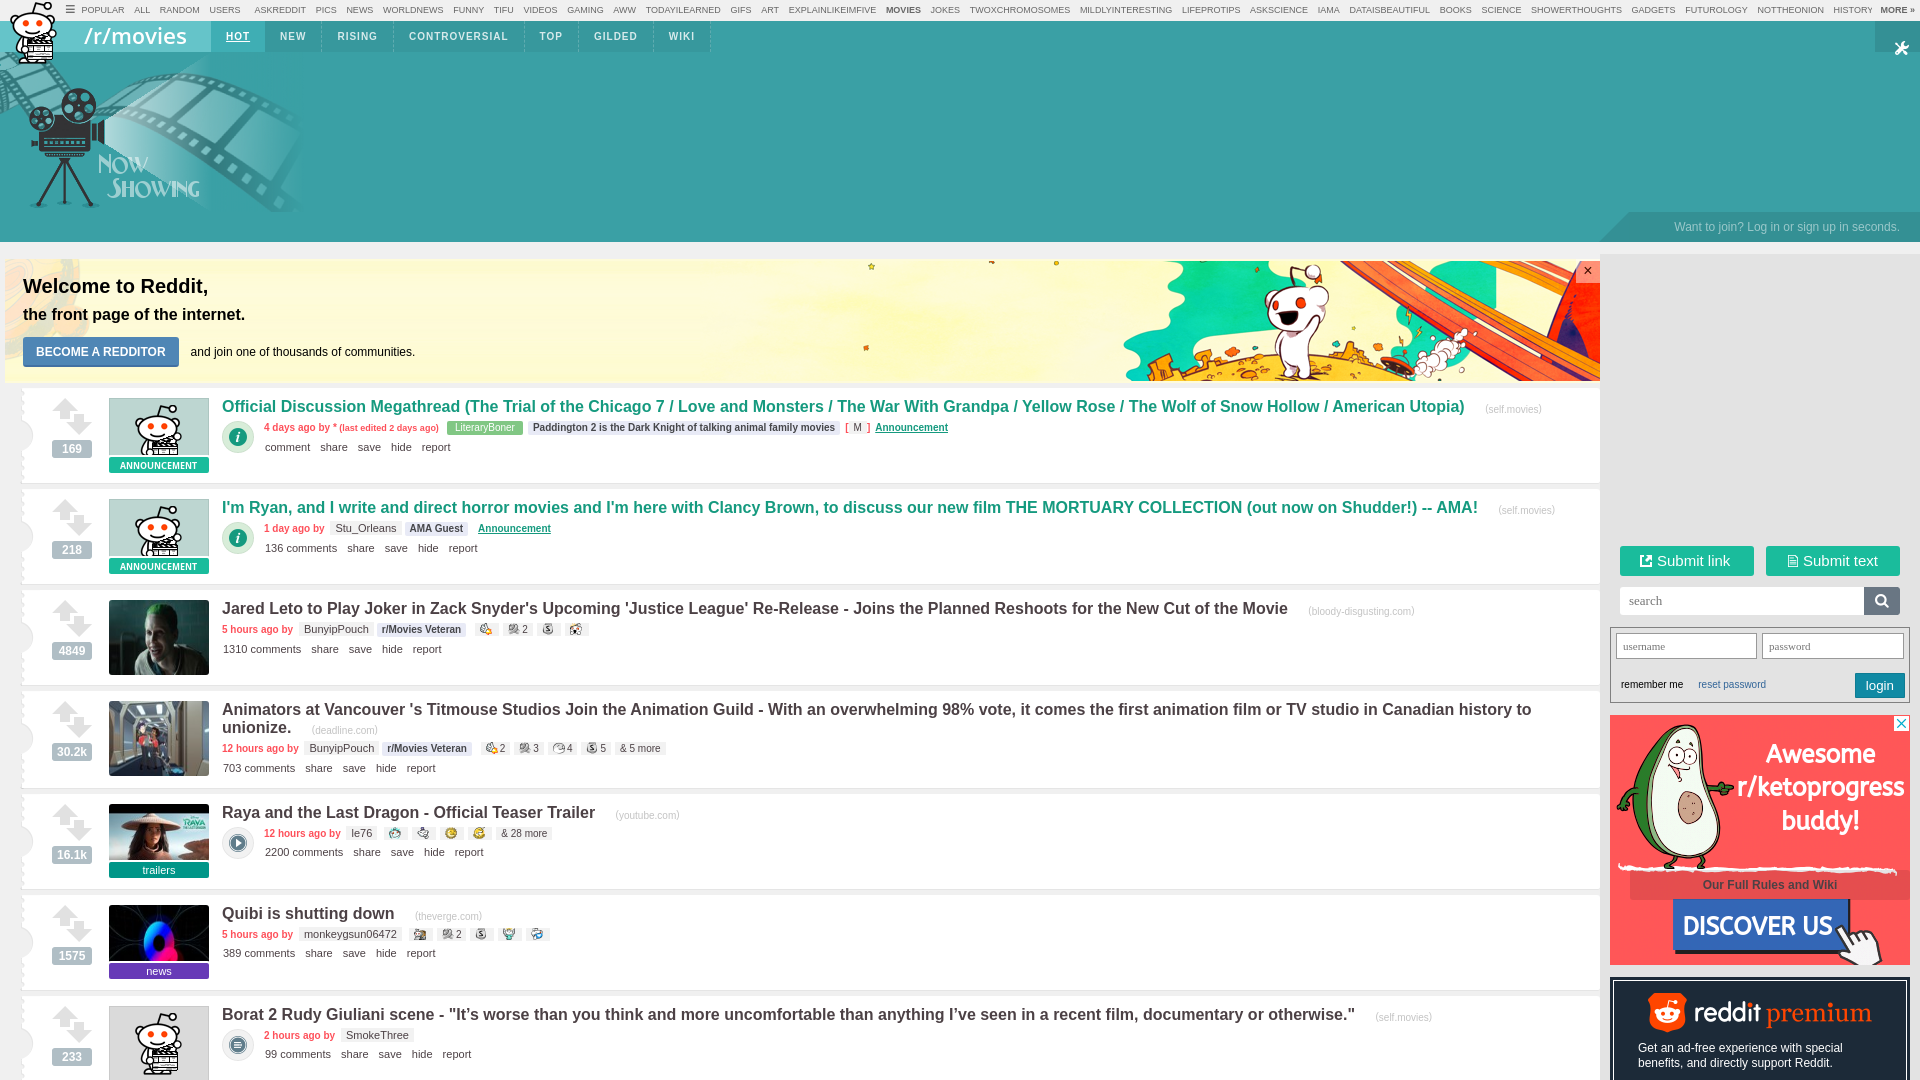 POPULAR ALL RANDOM USERS ASKREDDIT PICS NEWS WORLDNEWS FUNNY TIFU VIDEOS GAMING AWW TODAYILEARNED GIFS ART EXPLAINLIKEIMFIVE MOVIES JOKES TWOXCHROMOSOMES MILDLYINTERESTING LIFEPROTIPS ASKSCIENCE IAMA DATAISBEAUTIFUL BOOKS SCIENCE SHOWERTHOUGHTS GADGETS FUTUROLOGY NOTTHEONION HISTORY MORE »
/r/movies HOT NEW RISING CONTROVERSIAL TOP GILDED WIKI
NOW
SHOWING
Want to join? Log in or sign up in seconds.
Welcome to Reddit,
the front page of the internet.
BECOME A REDDITOR and join one of thousands of communities.
×
Official Discussion Megathread (The Trial of the Chicago 7 / Love and Monsters / The War With Grandpa / Yellow Rose / The Wolf of Snow Hollow / American Utopia) (self.movies)
4 days ago by * (last edited 2 days ago) LiteraryBoner Paddington 2 is the Dark Knight of talking animal family movies [ M ] Announcement
169
comment share save hide report
ANNOUNCEMENT
I'm Ryan, and I write and direct horror movies and I'm here with Clancy Brown, to discuss our new film THE MORTUARY COLLECTION (out now on Shudder!) -- AMA! (self.movies)
1 day ago by Stu_Orleans AMA Guest Announcement
218
136 comments share save hide report
ANNOUNCEMENT
Jared Leto to Play Joker in Zack Snyder's Upcoming 'Justice League' Re-Release - Joins the Planned Reshoots for the New Cut of the Movie (bloody-disgusting.com)
5 hours ago by BunyipPouch r/Movies Veteran 2
4849
1310 comments share save hide report
Animators at Vancouver 's Titmouse Studios Join the Animation Guild - With an overwhelming 98% vote, it comes the first animation film or TV studio in Canadian history to
unionize. (deadline.com)
12 hours ago by BunyipPouch r/Movies Veteran 2 3 4 5 & 5 more
30.2k
703 comments share save hide report
Raya and the Last Dragon - Official Teaser Trailer (youtube.com)
12 hours ago by le76 & 28 more
16.1k
2200 comments share save hide report
RAYA
trailers
Quibi is shutting down (theverge.com)
5 hours ago by monkeygsun06472 2
1575
389 comments share save hide report
news
Borat 2 Rudy Giuliani scene - "It’s worse than you think and more uncomfortable than anything I’ve seen in a recent film, documentary or otherwise." (self.movies)
2 hours ago by SmokeThree
233
99 comments share save hide report
Submit link Submit text
search
username password
remember me reset password login
Awesome
r/ketoprogress
buddy!
Our Full Rules and Wiki
DISCOVER US
reddit premium
Get an ad-free experience with special
benefits, and directly support Reddit.